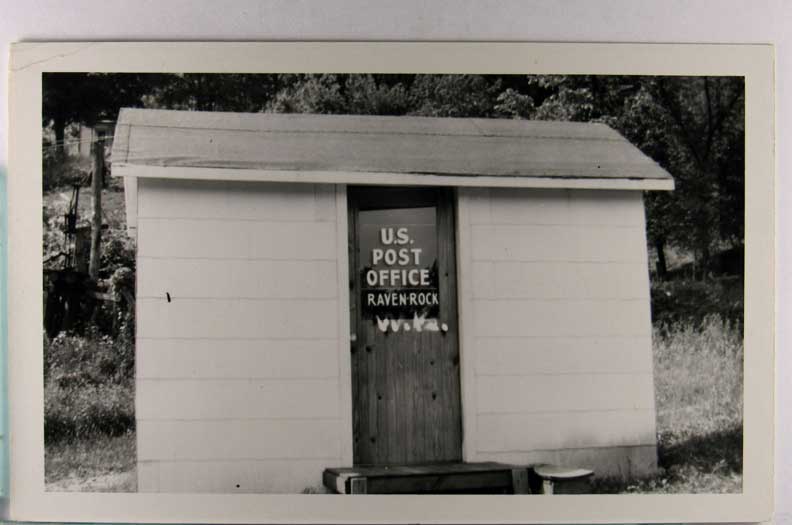 U.S.
POST
OFFICE
RAVEN-ROCK
W.Va.